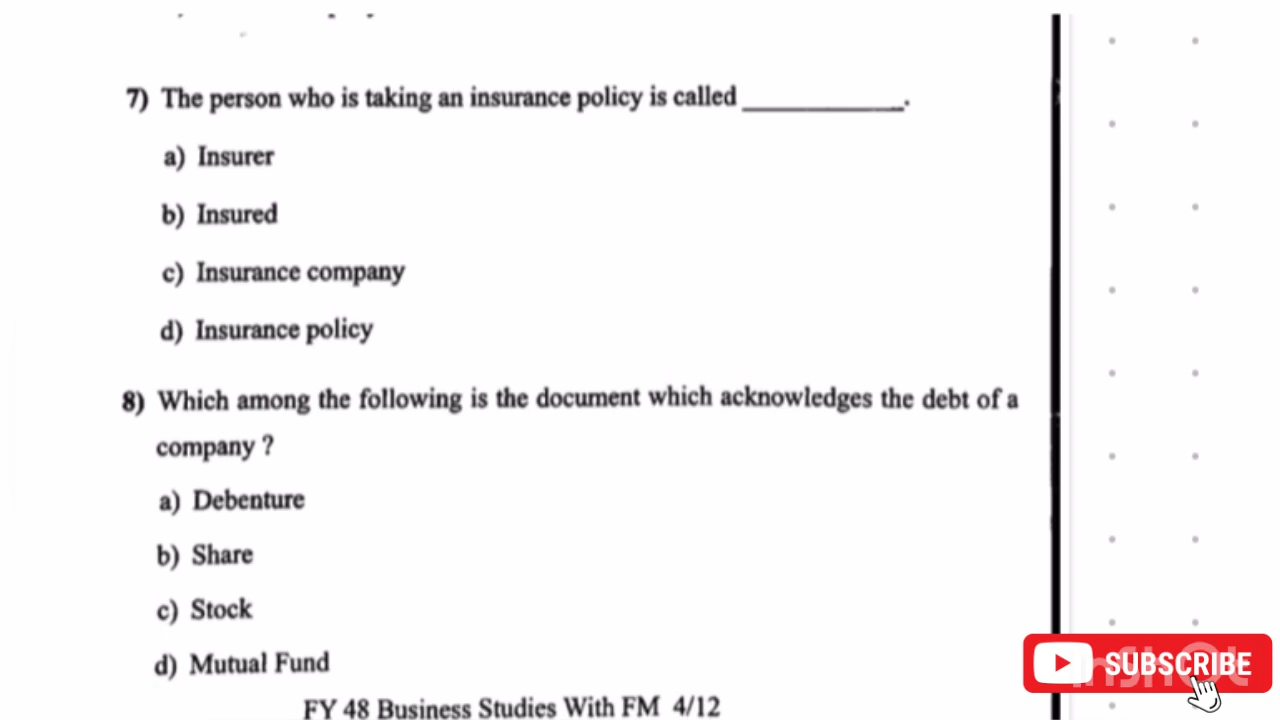 7) The person who is taking an insurance policy is called ____________.
a) Insurer
b) Insured
c) Insurance company
d) Insurance policy
8) Which among the following is the document which acknowledges the debt of a
company ?
a) Debenture
b) Share
c) Stock
d) Mutual Fund
FY 48 Business Studies With FM 4/12
SUBSCRIBE
InShOt